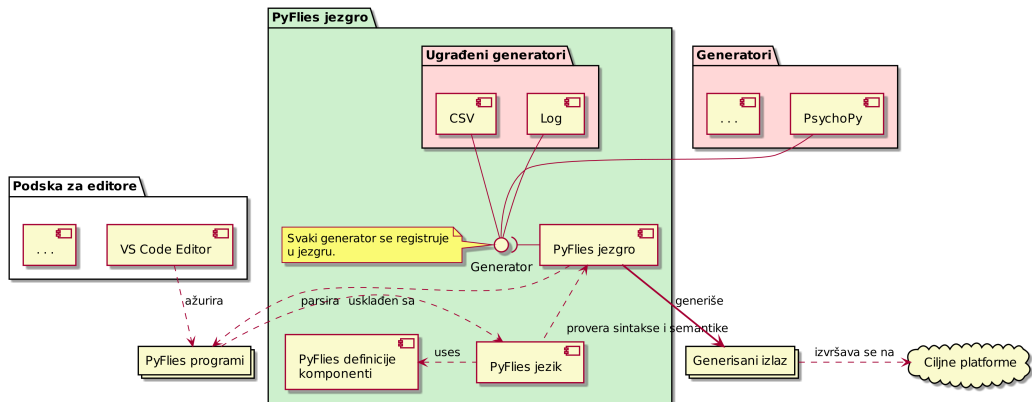 PyFlies jezgro
Ugrađeni generatori
Generatori
CSV
Log
. . .
PsychoPy
Podska za editore
. . .
VS Code Editor
Svaki generator se registruje
u jezgru.
Generator
PyFlies jezgro
ažurira
parsira
usklađen sa
generiše
provera sintakse i semantike
PyFlies programi
PyFlies definicije
komponenti
uses
PyFlies jezik
Generisani izlaz
izvršava se na
Ciljne platforme